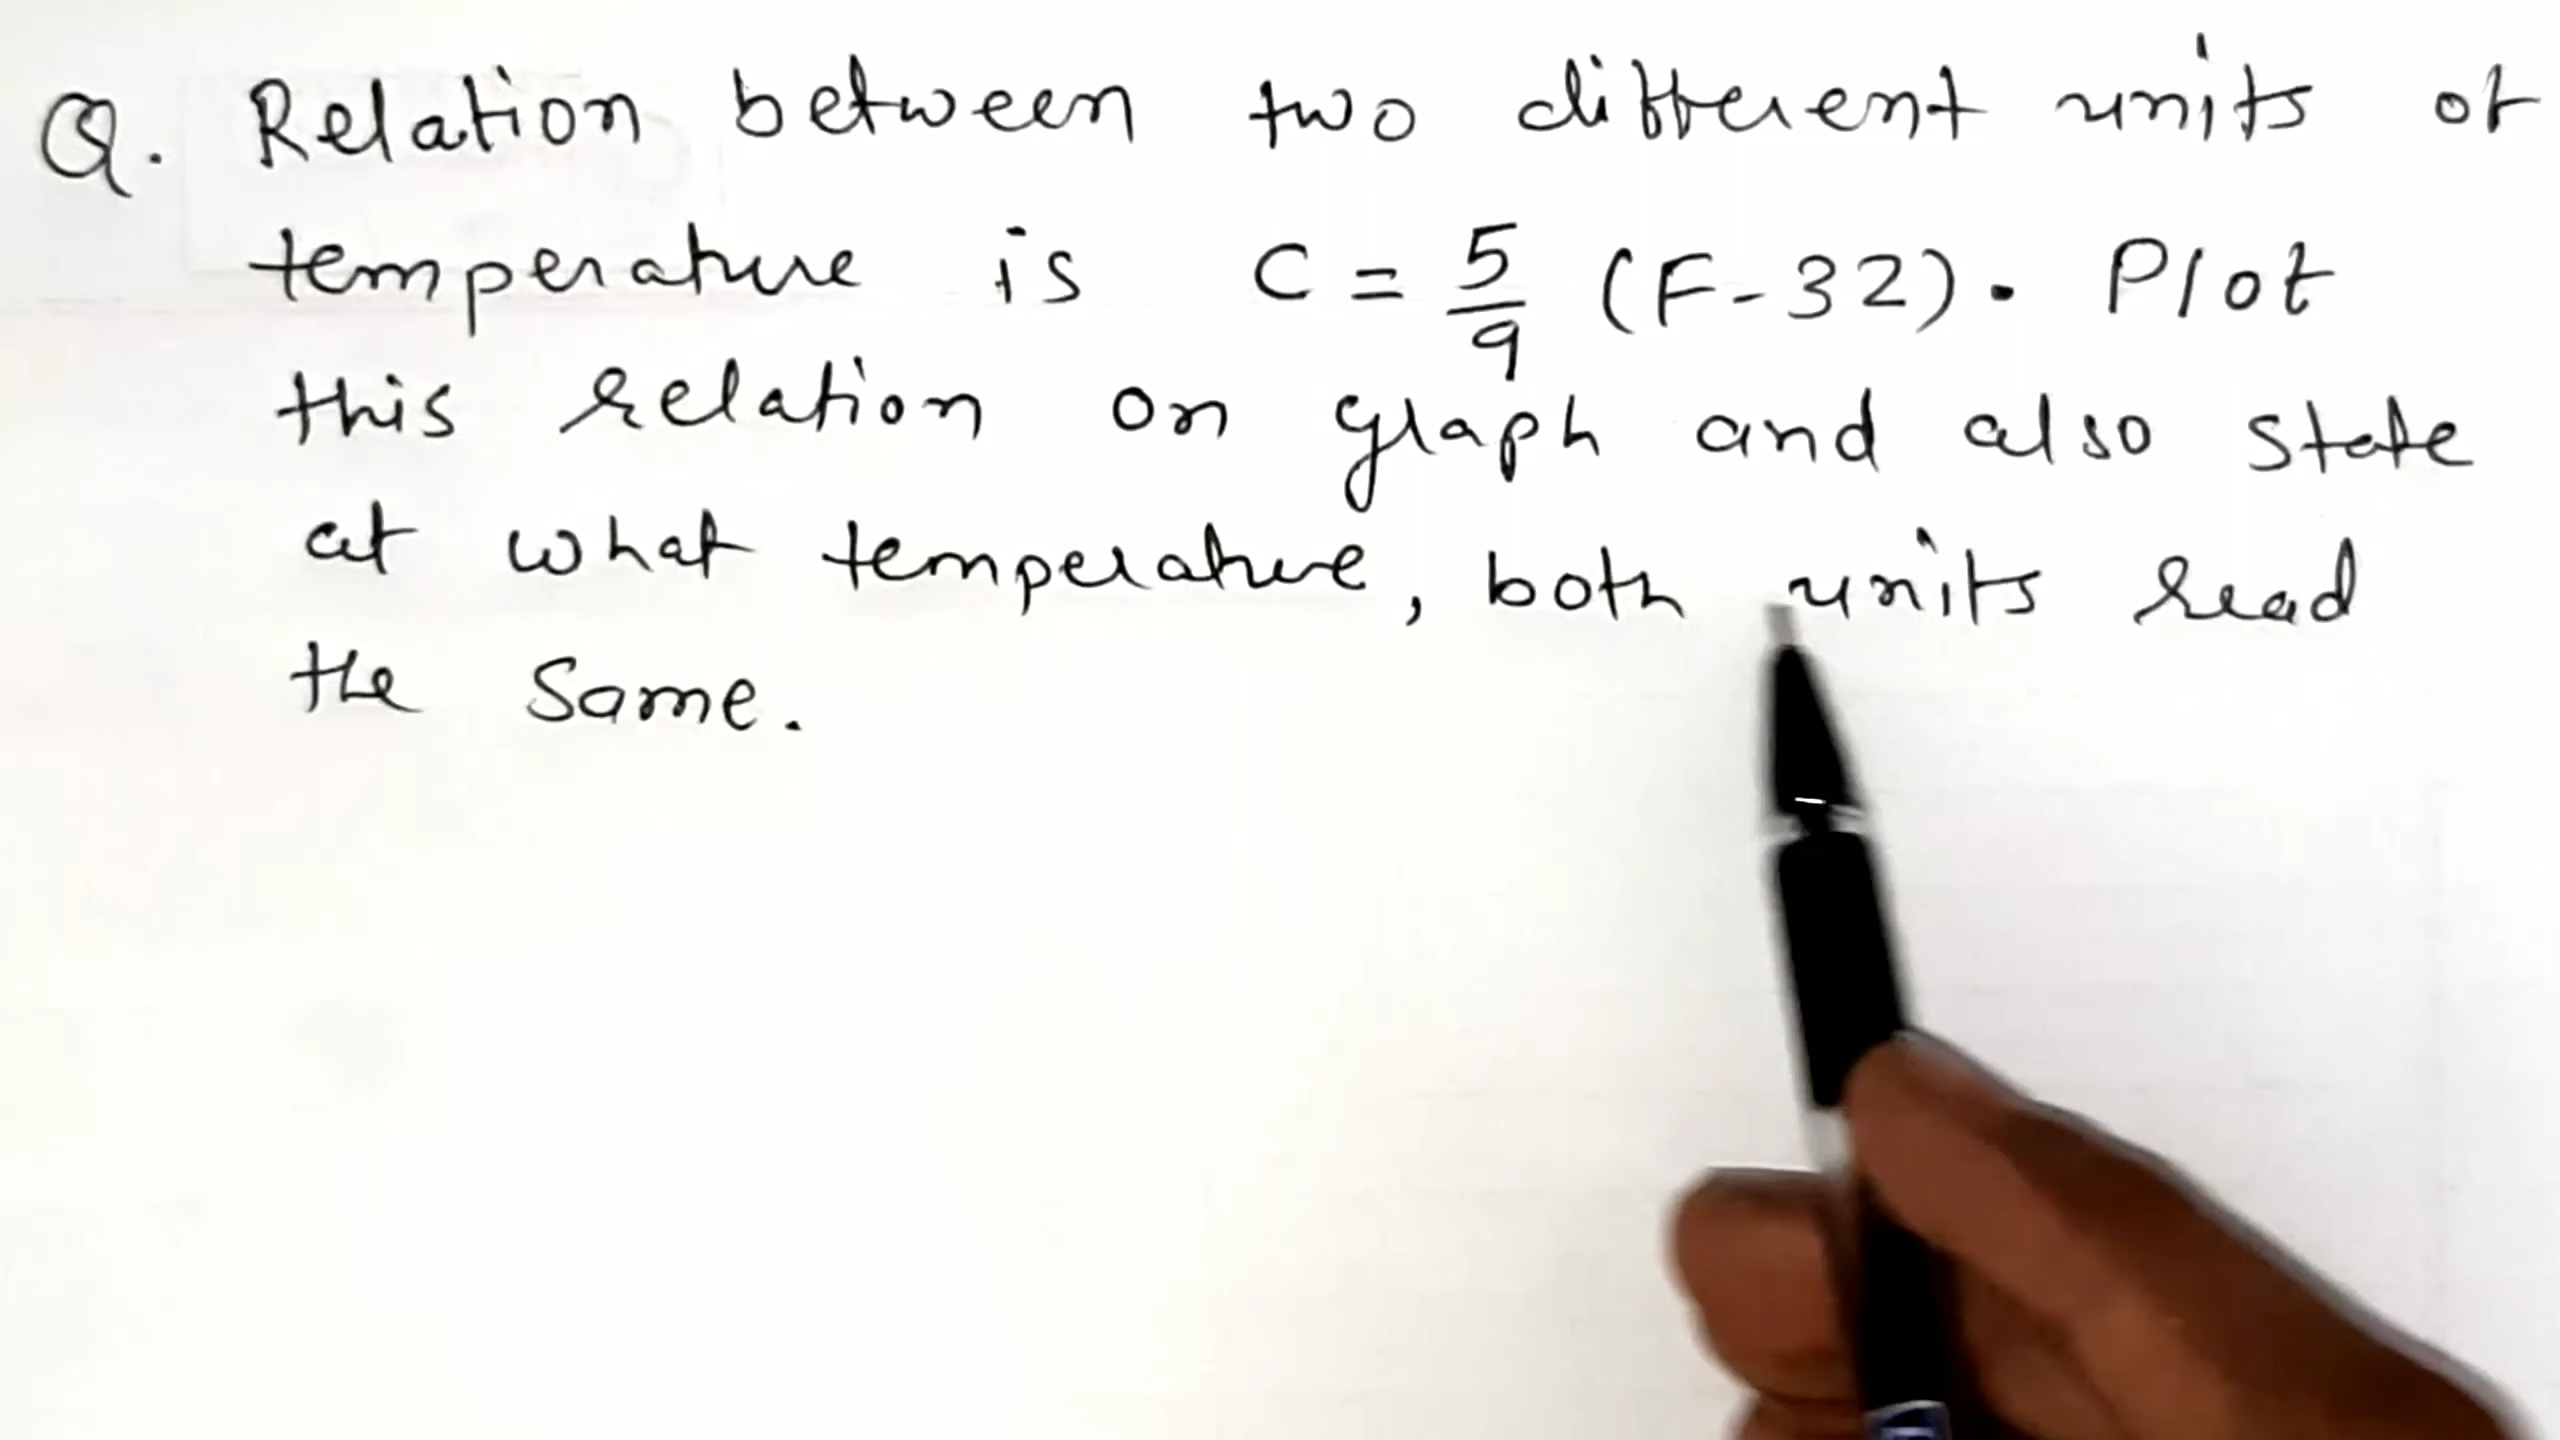 Q. Relation between two different units of
temperature is C = 5/9 (F-32). Plot
this relation on graph and also state
at what temperature, both units read
the same.